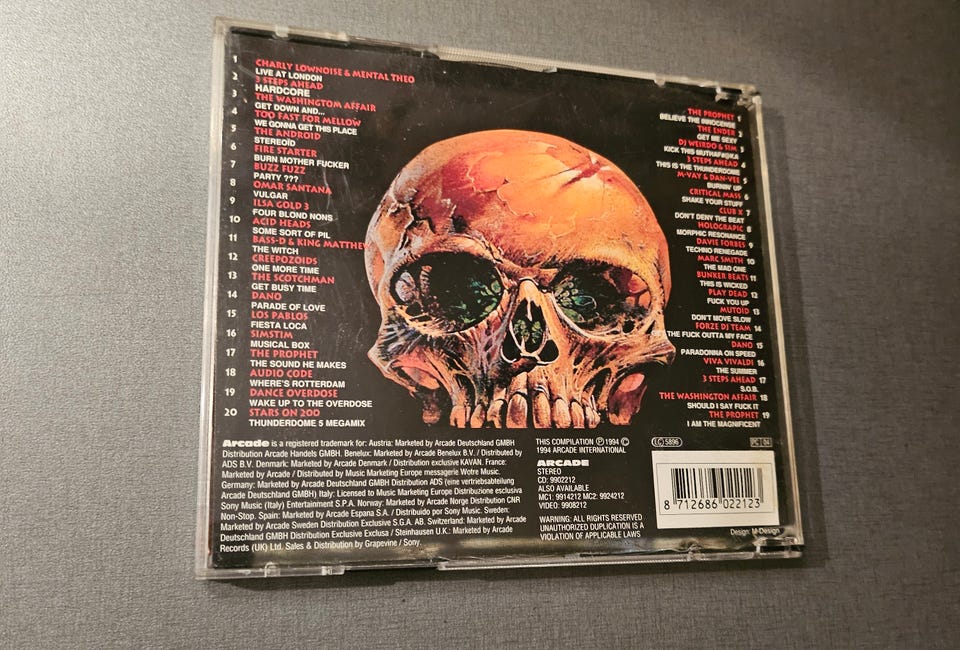 1 CHARLY LOWNOISE & MENTAL THEO
LIVE AT LONDON
2 3 STEPS AHEAD
HARDCORE
3 THE WASHINGTOM AFFAIR
GET DOWN AND...
4 TOO FAST FOR MELLOW
WE GONNA GET THIS PLACE
5 THE ANDROID
STEREOÏD
6 FIRE STARTER
BURN MOTHER FUCKER
7 BUZZ FUZZ
PARTY ???
8 OMAR SANTANA
VULGAR
9 ILSA GOLD 3
FOUR BLOND NONS
10 ACID HEADS
SOME SORT OF PIL
11 BASS-D & KING MATTHEW
THE WITCH
12 CREEPOZOIDS
ONE MORE TIME
13 THE SCOTCHMAN
GET BUSY TIME
14 DANO
PARADE OF LOVE
15 LOS PABLOS
FIESTA LOCA
16 SIMSTIM
MUSICAL BOX
17 THE PROPHET
THE SOUND HE MAKES
18 AUDIO CODE
WHERE'S ROTTERDAM
19 DANCE OVERDOSE
WAKE UP TO THE OVERDOSE
20 STARS ON 200
THUNDERDOME 5 MEGAMIX
THE PROPHET 1
BELIEVE THE INNOCENSE
THE ENDER 2
GET ME SEXY
DJ WEIRDO & SIM 3
KICK THIS MUTHAF#@KA
3 STEPS AHEAD 4
THIS IS THE THUNDERDOME
M-VAY & DAN-VEE 5
BURNIN' UP
CRITICAL MASS 6
SHAKE YOUR STUFF
CLUB X 7
DON'T DENY THE BEAT
HOLOGRAPIC 8
MORPHIC RESONANCE
DAVIE FORBES 9
TECHNO RENEGADE
MARC SMITH 10
THE MAD ONE
BUNKER BEATS 11
THIS IS WICKED
PLAY DEAD 12
FUCK YOU UP
MUTOID 13
DON'T MOVE SLOW
FORZE DJ TEAM 14
THE FUCK OUTTA MY FACE
DANO 15
PARADONNA ON SPEED
VIVA VIVALDI 16
THE SUMMER
3 STEPS AHEAD 17
S.O.B.
THE WASHINGTON AFFAIR 18
SHOULD I SAY FUCK IT
THE PROPHET 19
I AM THE MAGNIFICENT
Arcade is a registered trademark for: Austria: Marketed by Arcade Deutschland GMBH
Distribution Arcade Handels GMBH. Benelux: Marketed by Arcade Benelux B.V. / Distributed by
ADS B.V. Denmark: Marketed by Arcade Denmark / Distribution exclusive KAVAN. France:
Marketed by Arcade / Distributed by Music Marketing Europe messagerie Wotre Music.
Germany: Marketed by Arcade Deutschland GMBH Distribution ADS (eine vertriebsabteilung
Arcade Deutschland GMBH) Italy: Licensed to Music Marketing Europe Distribuzione esclusiva
Sony Music (Italy) Entertainment S.P.A. Norway: Marketed by Arcade Norge Distribution CNR
Non-Stop. Spain: Marketed by Arcade Espana S.A. / Distribuido por Sony Music. Sweden:
Marketed by Arcade Sweden Distribution Exclusive S.G.A. AB. Switzerland: Marketed by Arcade
Deutschland GMBH Distribution Exclusive Exclusa / Steinhausen U.K.: Marketed by Arcade
Records (UK) Ltd. Sales & Distribution by Grapevine / Sony.
THIS COMPILATION ℗ 1994 ©
1994 ARCADE INTERNATIONAL
ARCADE
STEREO
CD: 9902212
ALSO AVAILABLE
MC1: 9914212 MC2: 9924212
VIDEO: 9908212
WARNING: ALL RIGHTS RESERVED
UNAUTHORIZED DUPLICATION IS A
VIOLATION OF APPLICABLE LAWS
LC 5896
PC 04
8 712686 022123
Design: M-Design